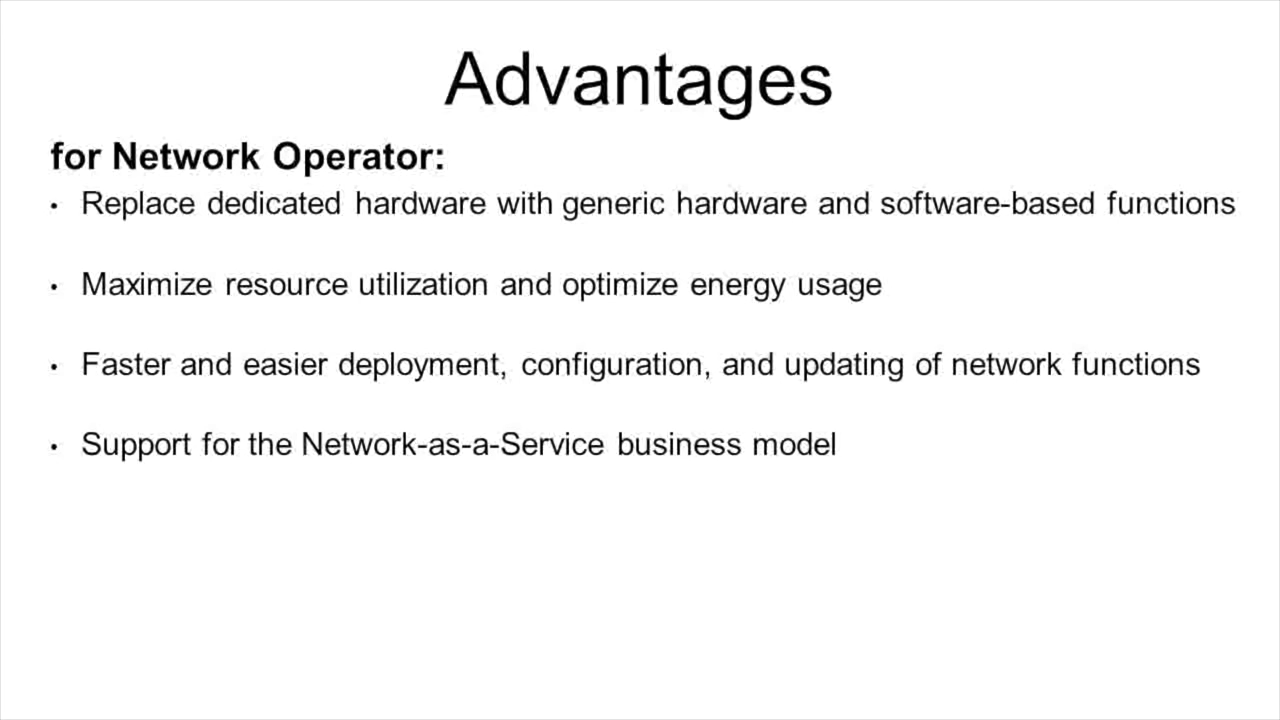 Advantages
for Network Operator:
• Replace dedicated hardware with generic hardware and software-based functions
• Maximize resource utilization and optimize energy usage
• Faster and easier deployment, configuration, and updating of network functions
• Support for the Network-as-a-Service business model